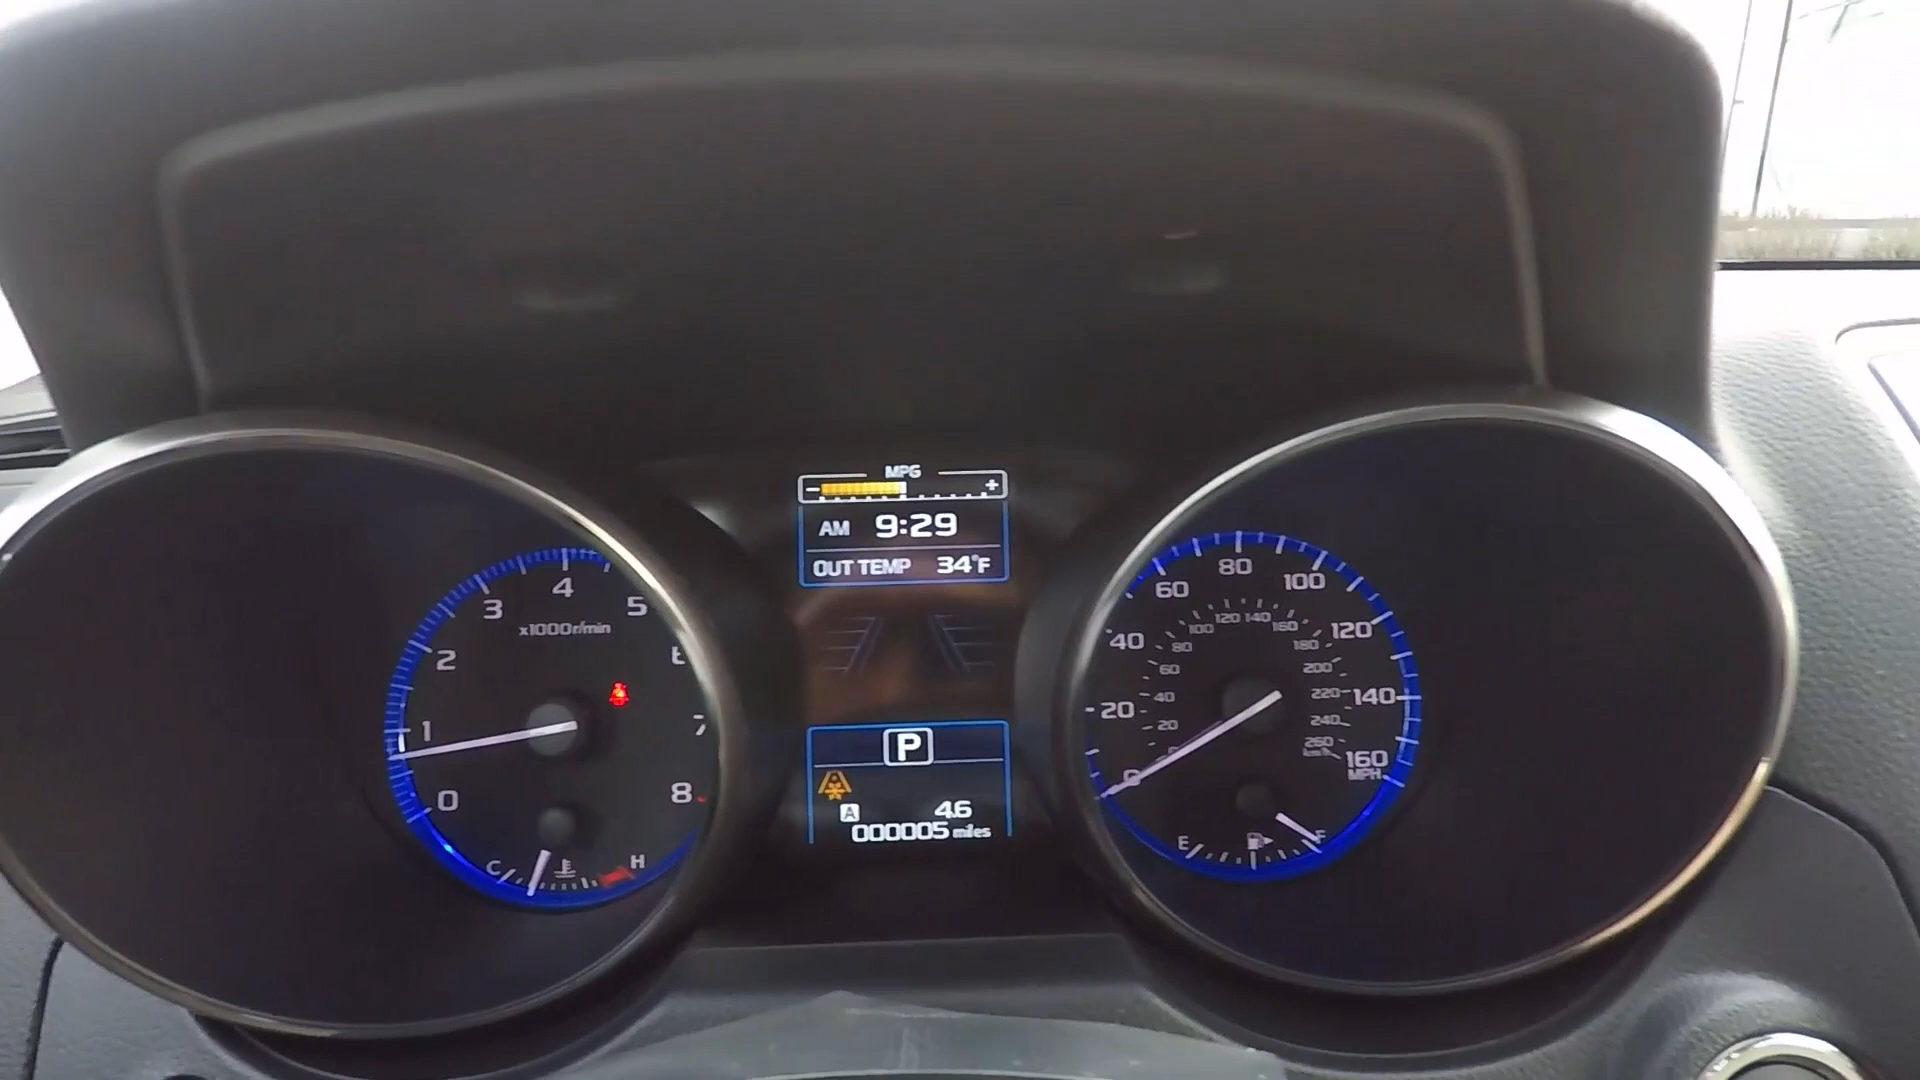 MPG
- +
AM 9:29
OUT TEMP 34°F
0 1 2 3 4 5 6 7 8
x1000r/min
C H
P
A 4.6
000005 miles
0 20 40 60 80 100 120 140 160
MPH
20 40 60 80 100 120 140 160 180 200 220 240 260
km/h
E F